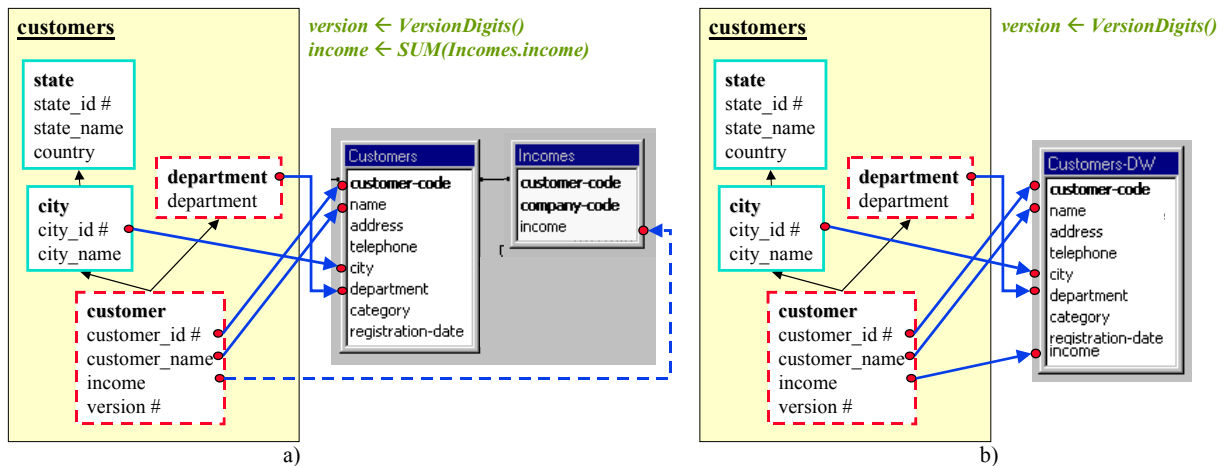 customers
version ← VersionDigits()
income ← SUM(Incomes.income)
state
state_id #
state_name
country
department
department
city
city_id #
city_name
customer
customer_id #
customer_name
income
version #
Customers
customer-code
name
address
telephone
city
department
category
registration-date
Incomes
customer-code
company-code
income
a)
customers
version ← VersionDigits()
state
state_id #
state_name
country
department
department
city
city_id #
city_name
customer
customer_id #
customer_name
income
version #
Customers-DW
customer-code
name
address
telephone
city
department
category
registration-date
income
b)